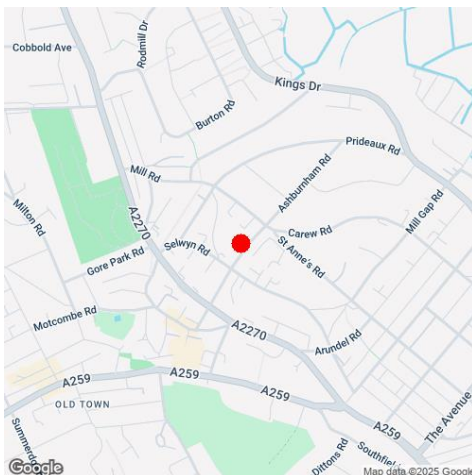 Cobbold Ave
Rodmill Dr
Kings Dr
Burton Rd
Prideaux Rd
Mill Rd
Ashburnham Rd
Milton Rd
Mill Gap Rd
A2270
Carew Rd
Selwyn Rd
St Anne's Rd
Gore Park Rd
Motcombe Rd
A2270
Arundel Rd
A259
A259
A259
OLD TOWN
The Avenue
A259
Southfield
Dittons Rd
Google
Map data ©2025 Google